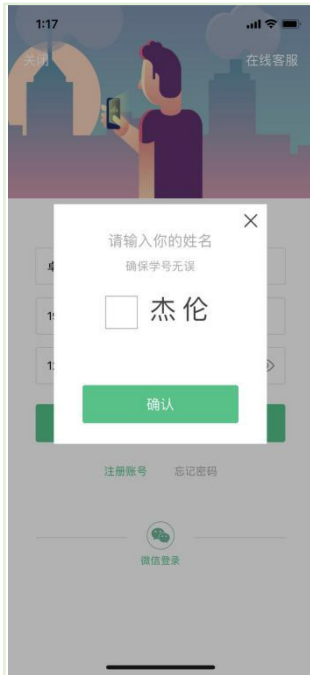 1:17
关闭 在线客服
请输入你的姓名
确保学号无误
杰伦
确认
注册账号 忘记密码
微信登录